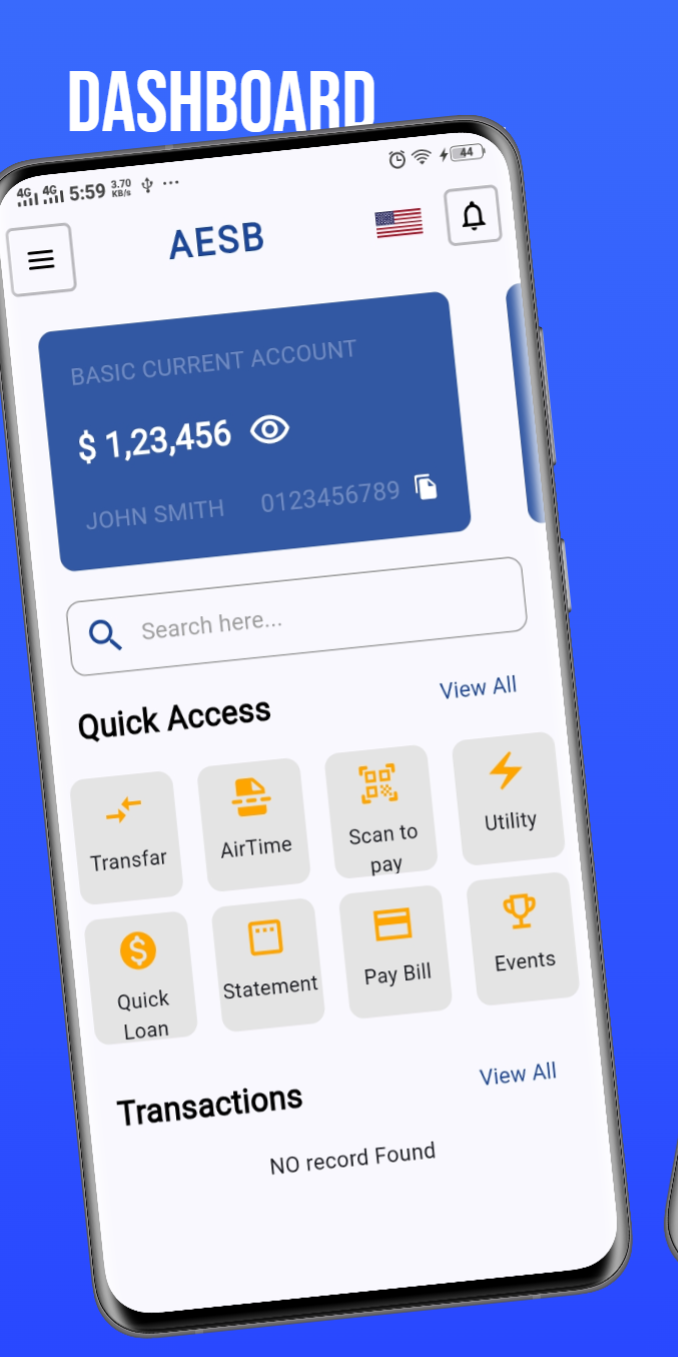 DASHBOARD
4G 4G 5:59 3.70 KB/s ... 44
AESB
BASIC CURRENT ACCOUNT
$ 1,23,456
JOHN SMITH 0123456789
Search here...
Quick Access View All
Transfar AirTime Scan to pay Utility
Quick Loan Statement Pay Bill Events
Transactions View All
NO record Found